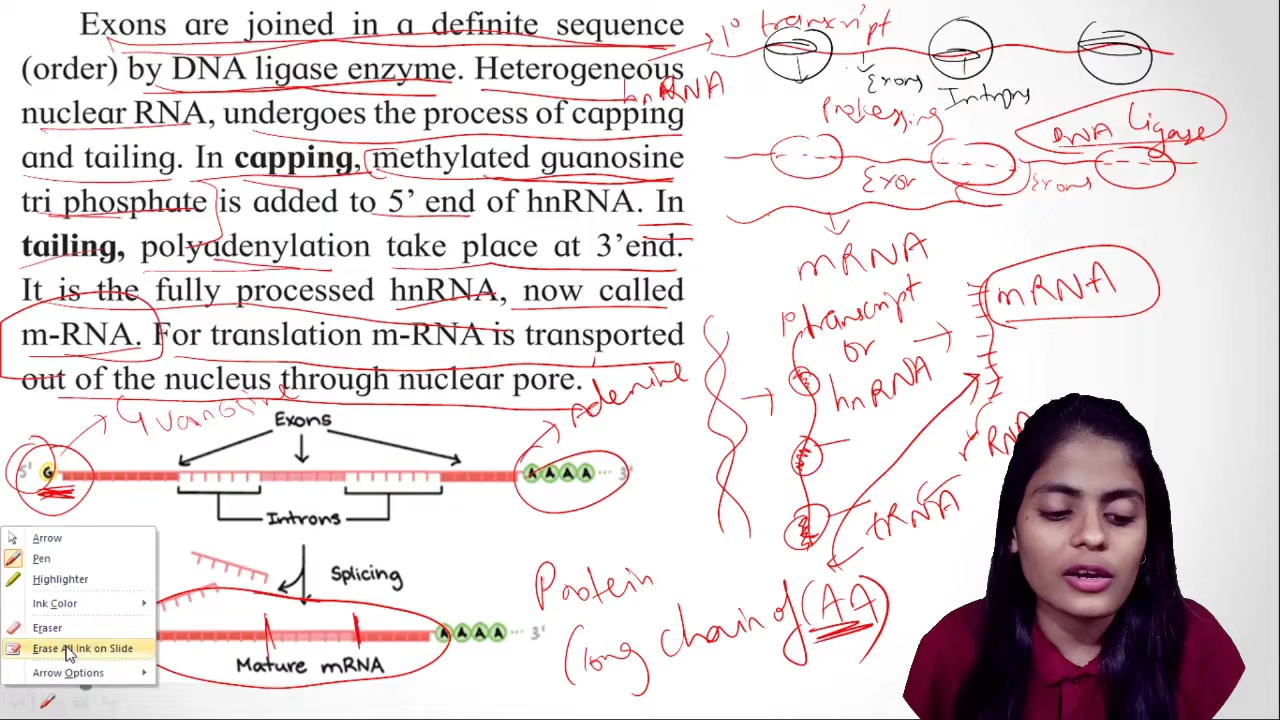 Exons are joined in a definite sequence
(order) by DNA ligase enzyme. Heterogeneous
nuclear RNA, undergoes the process of capping
and tailing. In capping, methylated guanosine
tri phosphate is added to 5' end of hnRNA. In
tailing, polyadenylation take place at 3'end.
It is the fully processed hnRNA, now called
m-RNA. For translation m-RNA is transported
out of the nucleus through nuclear pore.
Guanosine
Adenine
Exons
5' G
A A A A ... 3'
Introns
Splicing
A A A A ... 3'
Mature mRNA
Arrow
Pen
Highlighter
Ink Color
Eraser
Erase All Ink on Slide
Arrow Options
1° transcript
hnRNA
Exons
Introns
Processing
DNA ligase
Exon
Exons
mRNA
1° transcript
or
hnRNA
mRNA
rRNA
tRNA
Protein
(long chain of (AA)